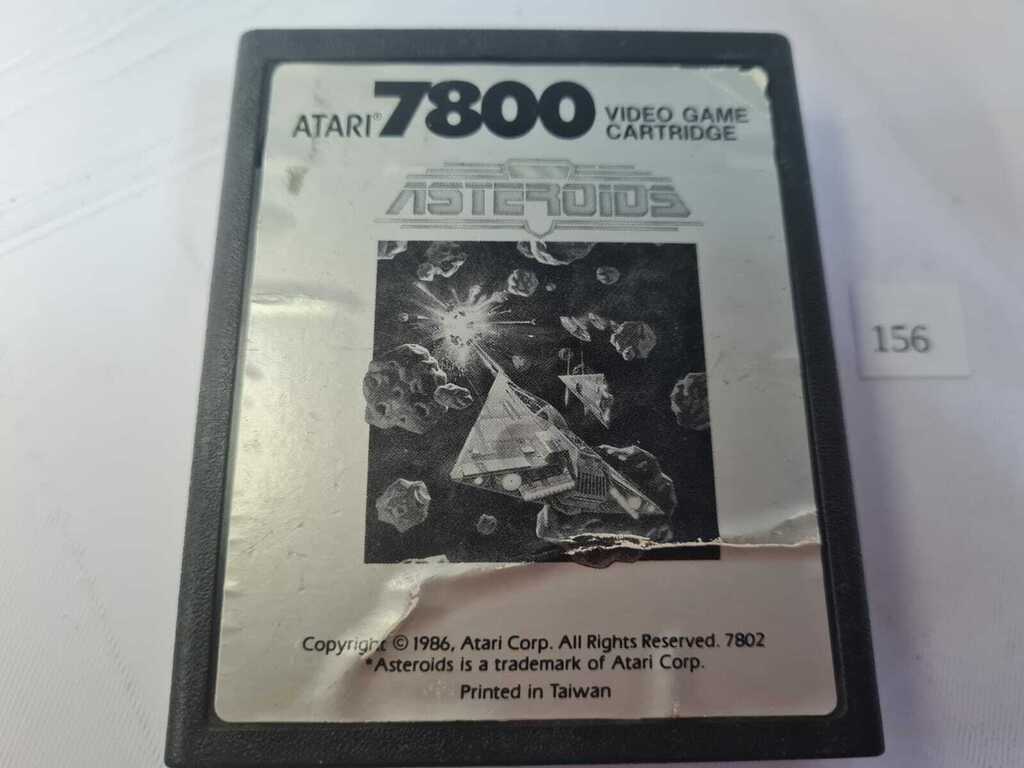 ATARI® 7800 VIDEO GAME
CARTRIDGE
ASTEROIDS
156
Copyright © 1986, Atari Corp. All Rights Reserved. 7802
*Asteroids is a trademark of Atari Corp.
Printed in Taiwan